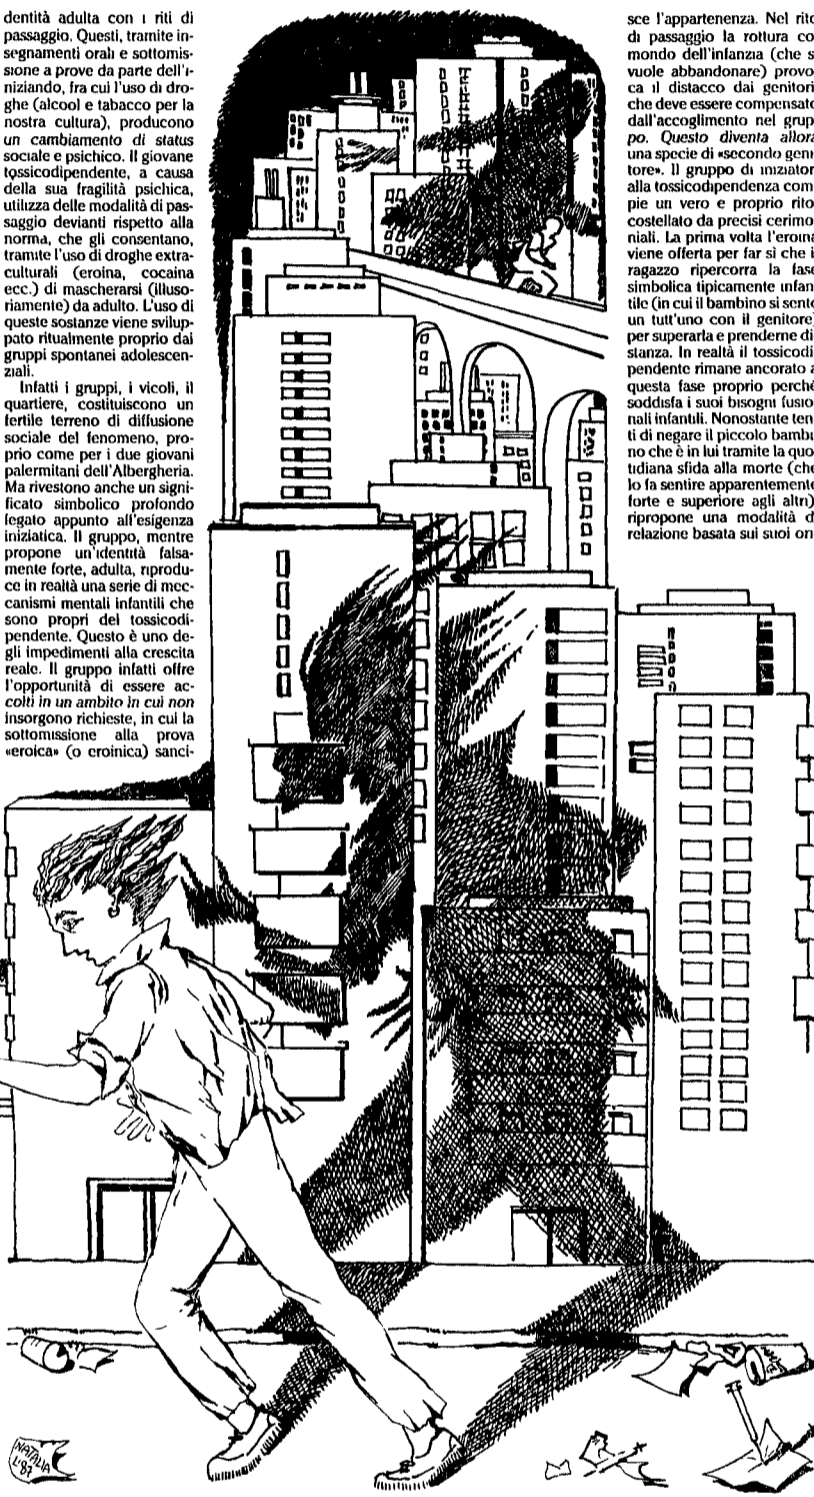 dentità adulta con i riti di
passaggio. Questi, tramite in-
segnamenti orali e sottomis-
sione a prove da parte dell'i-
niziando, fra cui l'uso di dro-
ghe (alcool e tabacco per la
nostra cultura), producono
un cambiamento di status
sociale e psichico. Il giovane
tossicodipendente, a causa
della sua fragilità psichica,
utilizza delle modalità di pas-
saggio devianti rispetto alla
norma, che gli consentano,
tramite l'uso di droghe extra-
culturali (eroina, cocaina
ecc.) di mascherarsi (illuso-
riamente) da adulto. L'uso di
queste sostanze viene svilup-
pato ritualmente proprio dai
gruppi spontanei adolescen-
ziali.
Infatti i gruppi, i vicoli, il
quartiere, costituiscono un
fertile terreno di diffusione
sociale del fenomeno, pro-
prio come per i due giovani
palermitani dell'Albergheria.
Ma rivestono anche un signi-
ficato simbolico profondo
legato appunto all'esigenza
iniziatica. Il gruppo, mentre
propone un'identità falsa-
mente forte, adulta, riprodu-
ce in realtà una serie di mec-
canismi mentali infantili che
sono propri del tossicodi-
pendente. Questo è uno de-
gli impedimenti alla crescita
reale. Il gruppo infatti offre
l'opportunità di essere ac-
colti in un ambito in cui non
insorgono richieste, in cui la
sottomissione alla prova
«eroica» (o eroinica) sanci-
sce l'appartenenza. Nel rito
di passaggio la rottura co
mondo dell'infanzia (che s
vuole abbandonare) provo
ca il distacco dai genitori
che deve essere compensato
dall'accoglimento nel grup
po. Questo diventa allora
una specie di «secondo geni
tore». Il gruppo di iniziator
alla tossicodipendenza com
pie un vero e proprio rito
costellato da precisi cerimo
niali. La prima volta l'eroina
viene offerta per far sì che i
ragazzo ripercorra la fase
simbolica tipicamente infan
tile (in cui il bambino si sente
un tutt'uno con il genitore)
per superarla e prenderne di
stanza. In realtà il tossicodi
pendente rimane ancorato a
questa fase proprio perché
soddisfa i suoi bisogni fusio
nali infantili. Nonostante ten
ti di negare il piccolo bambi
no che è in lui tramite la quo
tidiana sfida alla morte (che
lo fa sentire apparentemente
forte e superiore agli altri)
ripropone una modalità d
relazione basata sui suoi ori
NATALIA
L'87